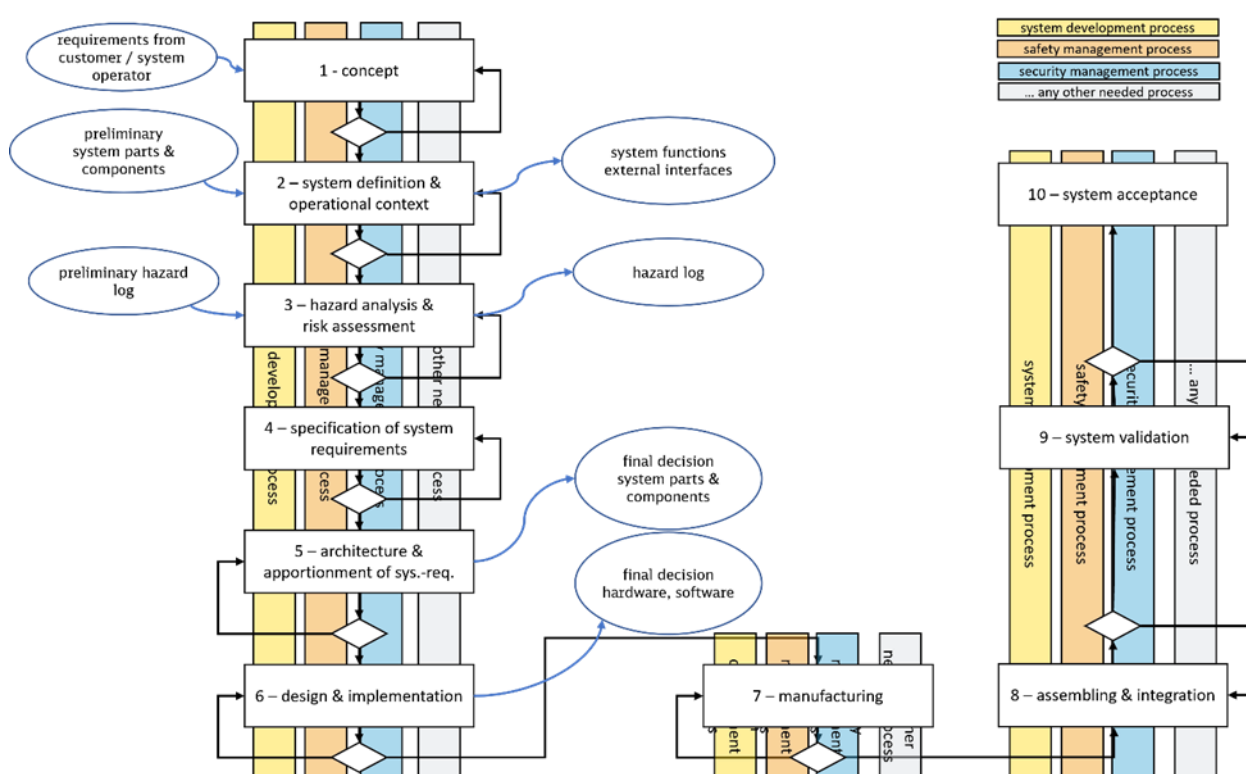 requirements from
customer / system
operator
1 - concept
preliminary
system parts &
components
2 – system definition &
operational context
system functions
external interfaces
preliminary hazard
log
3 – hazard analysis &
risk assessment
hazard log
4 – specification of system
requirements
5 – architecture &
apportionment of sys.-req.
final decision
system parts &
components
final decision
hardware, software
6 – design & implementation
7 – manufacturing
system development process
safety management process
security management process
... any other needed process
10 – system acceptance
9 – system validation
8 – assembling & integration